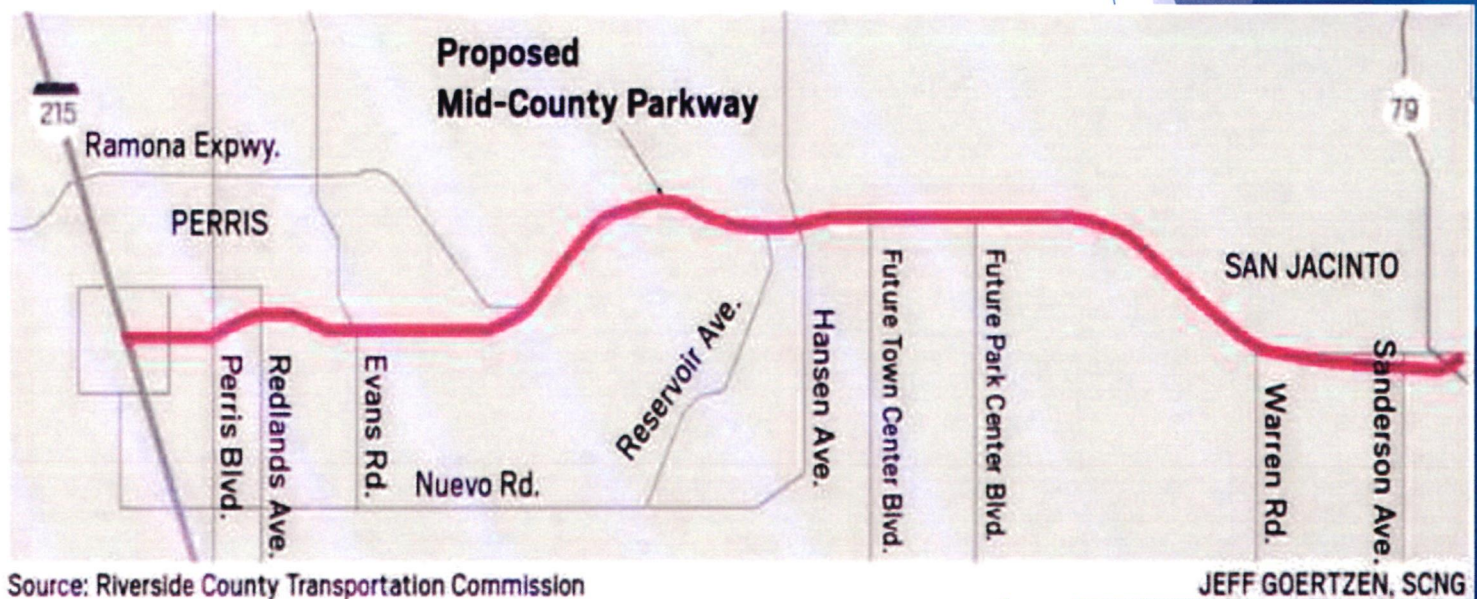 Proposed
Mid-County Parkway
215
79
Ramona Expwy.
PERRIS
SAN JACINTO
Perris Blvd.
Redlands Ave.
Evans Rd.
Nuevo Rd.
Reservoir Ave.
Hansen Ave.
Future Town Center Blvd.
Future Park Center Blvd.
Warren Rd.
Sanderson Ave.
Source: Riverside County Transportation Commission
JEFF GOERTZEN, SCNG